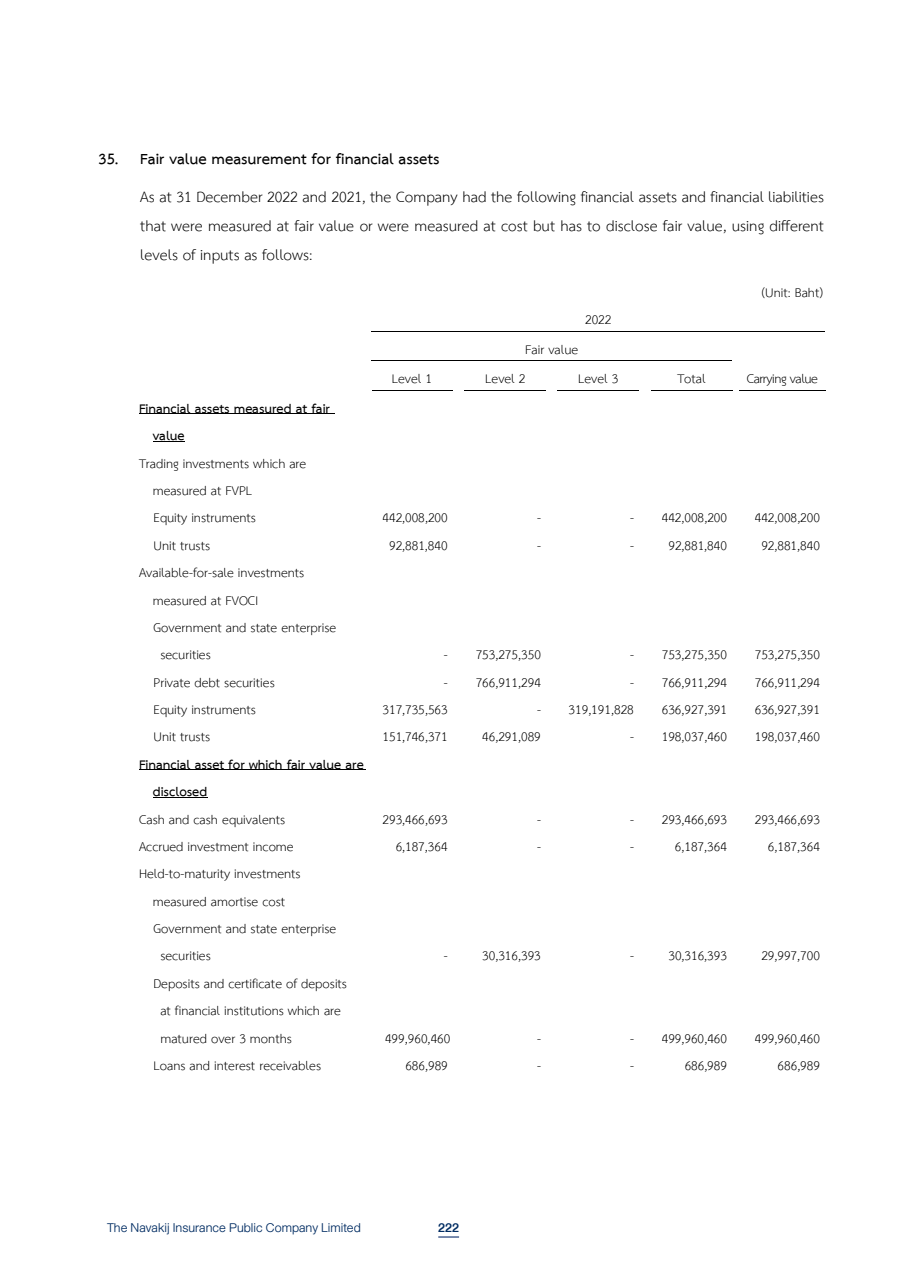 35. Fair value measurement for financial assets
As at 31 December 2022 and 2021, the Company had the following financial assets and financial liabilities
that were measured at fair value or were measured at cost but has to disclose fair value, using different
levels of inputs as follows:
(Unit: Baht)
2022
Fair value
Level 1 Level 2 Level 3 Total Carrying value
Financial assets measured at fair
value
Trading investments which are
measured at FVPL
Equity instruments 442,008,200 - - 442,008,200 442,008,200
Unit trusts 92,881,840 - - 92,881,840 92,881,840
Available-for-sale investments
measured at FVOCI
Government and state enterprise
securities - 753,275,350 - 753,275,350 753,275,350
Private debt securities - 766,911,294 - 766,911,294 766,911,294
Equity instruments 317,735,563 - 319,191,828 636,927,391 636,927,391
Unit trusts 151,746,371 46,291,089 - 198,037,460 198,037,460
Financial asset for which fair value are
disclosed
Cash and cash equivalents 293,466,693 - - 293,466,693 293,466,693
Accrued investment income 6,187,364 - - 6,187,364 6,187,364
Held-to-maturity investments
measured amortise cost
Government and state enterprise
securities - 30,316,393 - 30,316,393 29,997,700
Deposits and certificate of deposits
at financial institutions which are
matured over 3 months 499,960,460 - - 499,960,460 499,960,460
Loans and interest receivables 686,989 - - 686,989 686,989
The Navakij Insurance Public Company Limited 222